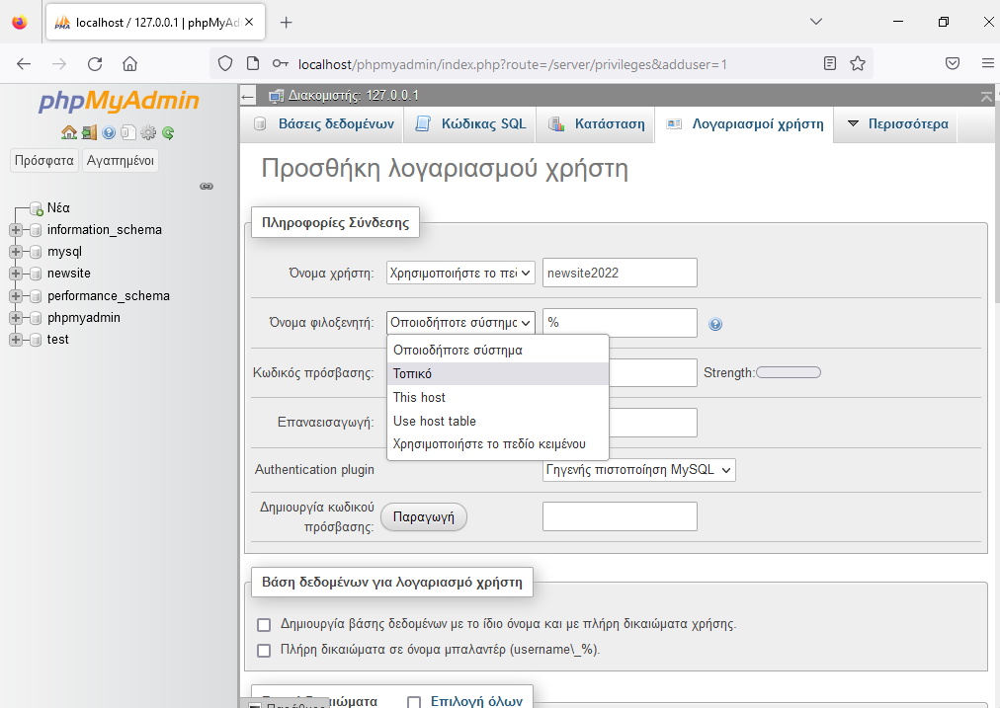 localhost / 127.0.0.1 | phpMyAd
localhost/phpmyadmin/index.php?route=/server/privileges&adduser=1
phpMyAdmin
Διακομιστής: 127.0.0.1
Βάσεις δεδομένων
Κώδικας SQL
Κατάσταση
Λογαριασμοί χρήστη
Περισσότερα
Πρόσφατα
Αγαπημένοι
Νέα
information_schema
mysql
newsite
performance_schema
phpmyadmin
test
Προσθήκη λογαριασμού χρήστη
Πληροφορίες Σύνδεσης
Όνομα χρήστη:
Χρησιμοποιήστε το πεί
newsite2022
Όνομα φιλοξενητή:
Οποιοδήποτε σύστημα
%
Οποιοδήποτε σύστημα
Τοπικό
This host
Use host table
Χρησιμοποιήστε το πεδίο κειμένου
Κωδικός πρόσβασης:
Strength:
Επαναεισαγωγή:
Authentication plugin
Γηγενής πιστοποίηση MySQL
Δημιουργία κωδικού
πρόσβασης:
Παραγωγή
Βάση δεδομένων για λογαριασμό χρήστη
Δημιουργία βάσης δεδομένων με το ίδιο όνομα και με πλήρη δικαιώματα χρήσης.
Πλήρη δικαιώματα σε όνομα μπαλαντέρ (username\_%).
Επιλογή όλων